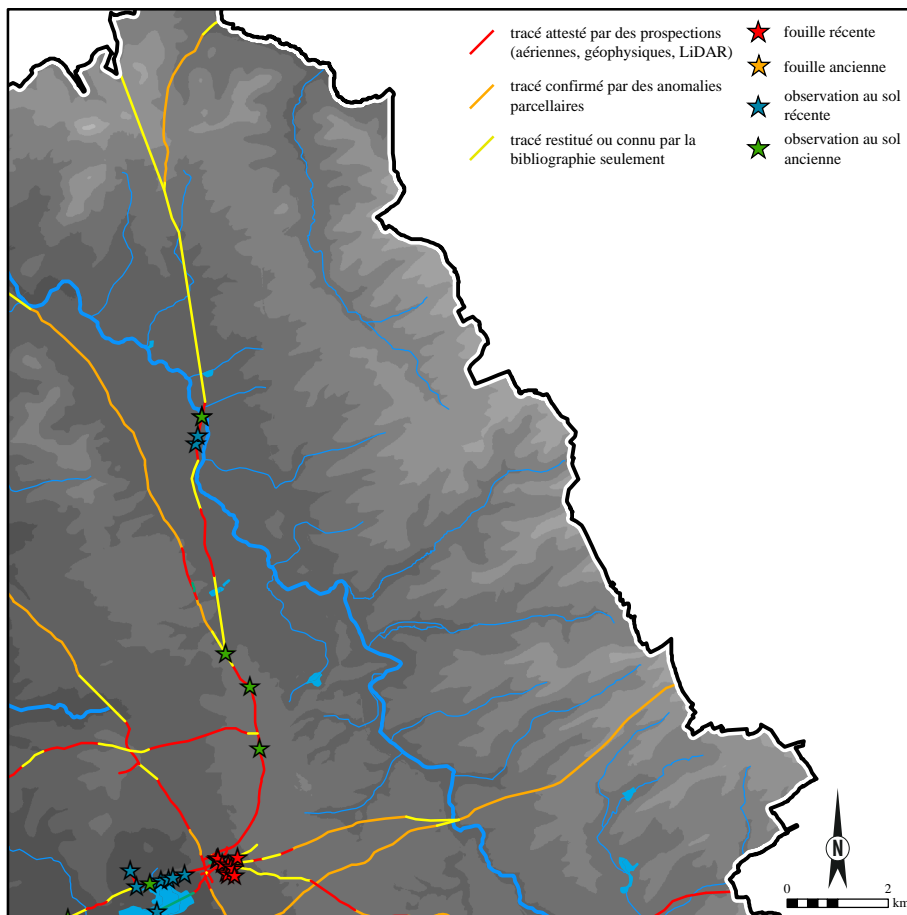 tracé attesté par des prospections
(aériennes, géophysiques, LiDAR)
tracé confirmé par des anomalies
parcellaires
tracé restitué ou connu par la
bibliographie seulement
fouille récente
fouille ancienne
observation au sol
récente
observation au sol
ancienne
N
0 2
km